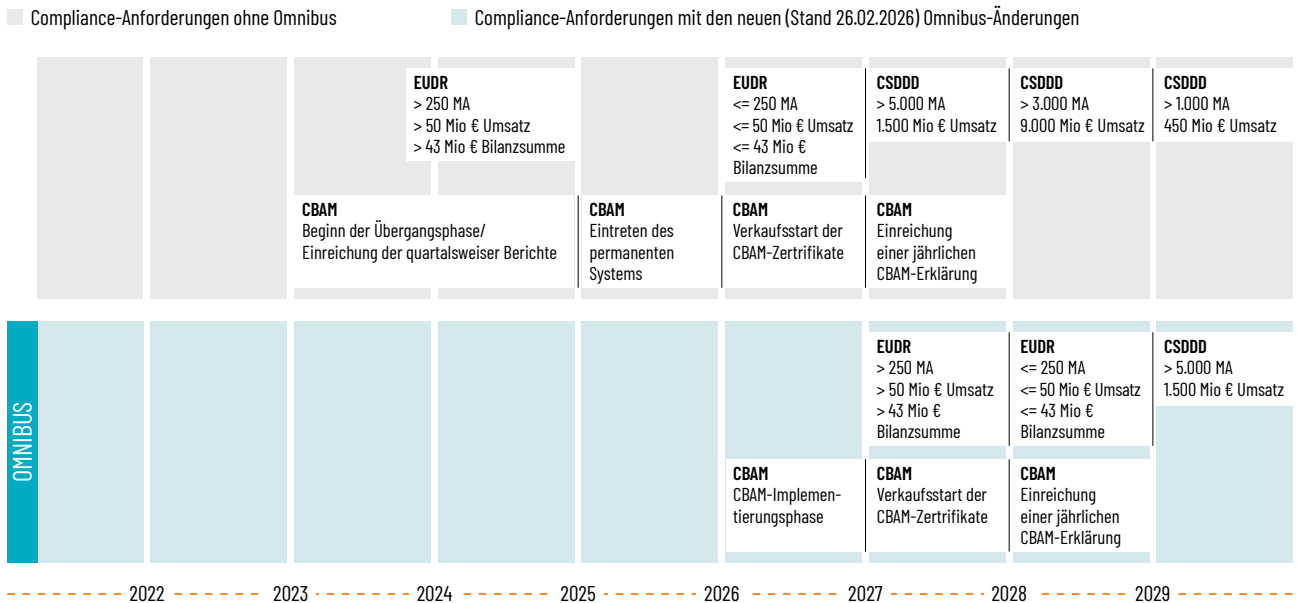 Compliance-Anforderungen ohne Omnibus
Compliance-Anforderungen mit den neuen (Stand 26.02.2026) Omnibus-Änderungen
EUDR
> 250 MA
> 50 Mio € Umsatz
> 43 Mio € Bilanzsumme
EUDR
<= 250 MA
<= 50 Mio € Umsatz
<= 43 Mio €
Bilanzsumme
CSDDD
> 5.000 MA
1.500 Mio € Umsatz
CSDDD
> 3.000 MA
9.000 Mio € Umsatz
CSDDD
> 1.000 MA
450 Mio € Umsatz
CBAM
Beginn der Übergangsphase/
Einreichung der quartalsweiser Berichte
CBAM
Eintreten des
permanenten
Systems
CBAM
Verkaufsstart der
CBAM-Zertrifikate
CBAM
Einreichung
einer jährlichen
CBAM-Erklärung
OMNIBUS
EUDR
> 250 MA
> 50 Mio € Umsatz
> 43 Mio €
Bilanzsumme
EUDR
<= 250 MA
<= 50 Mio € Umsatz
<= 43 Mio €
Bilanzsumme
CSDDD
> 5.000 MA
1.500 Mio € Umsatz
CBAM
CBAM-Implemen-
tierungsphase
CBAM
Verkaufsstart der
CBAM-Zertrifikate
CBAM
Einreichung
einer jährlichen
CBAM-Erklärung
2022 2023 2024 2025 2026 2027 2028 2029